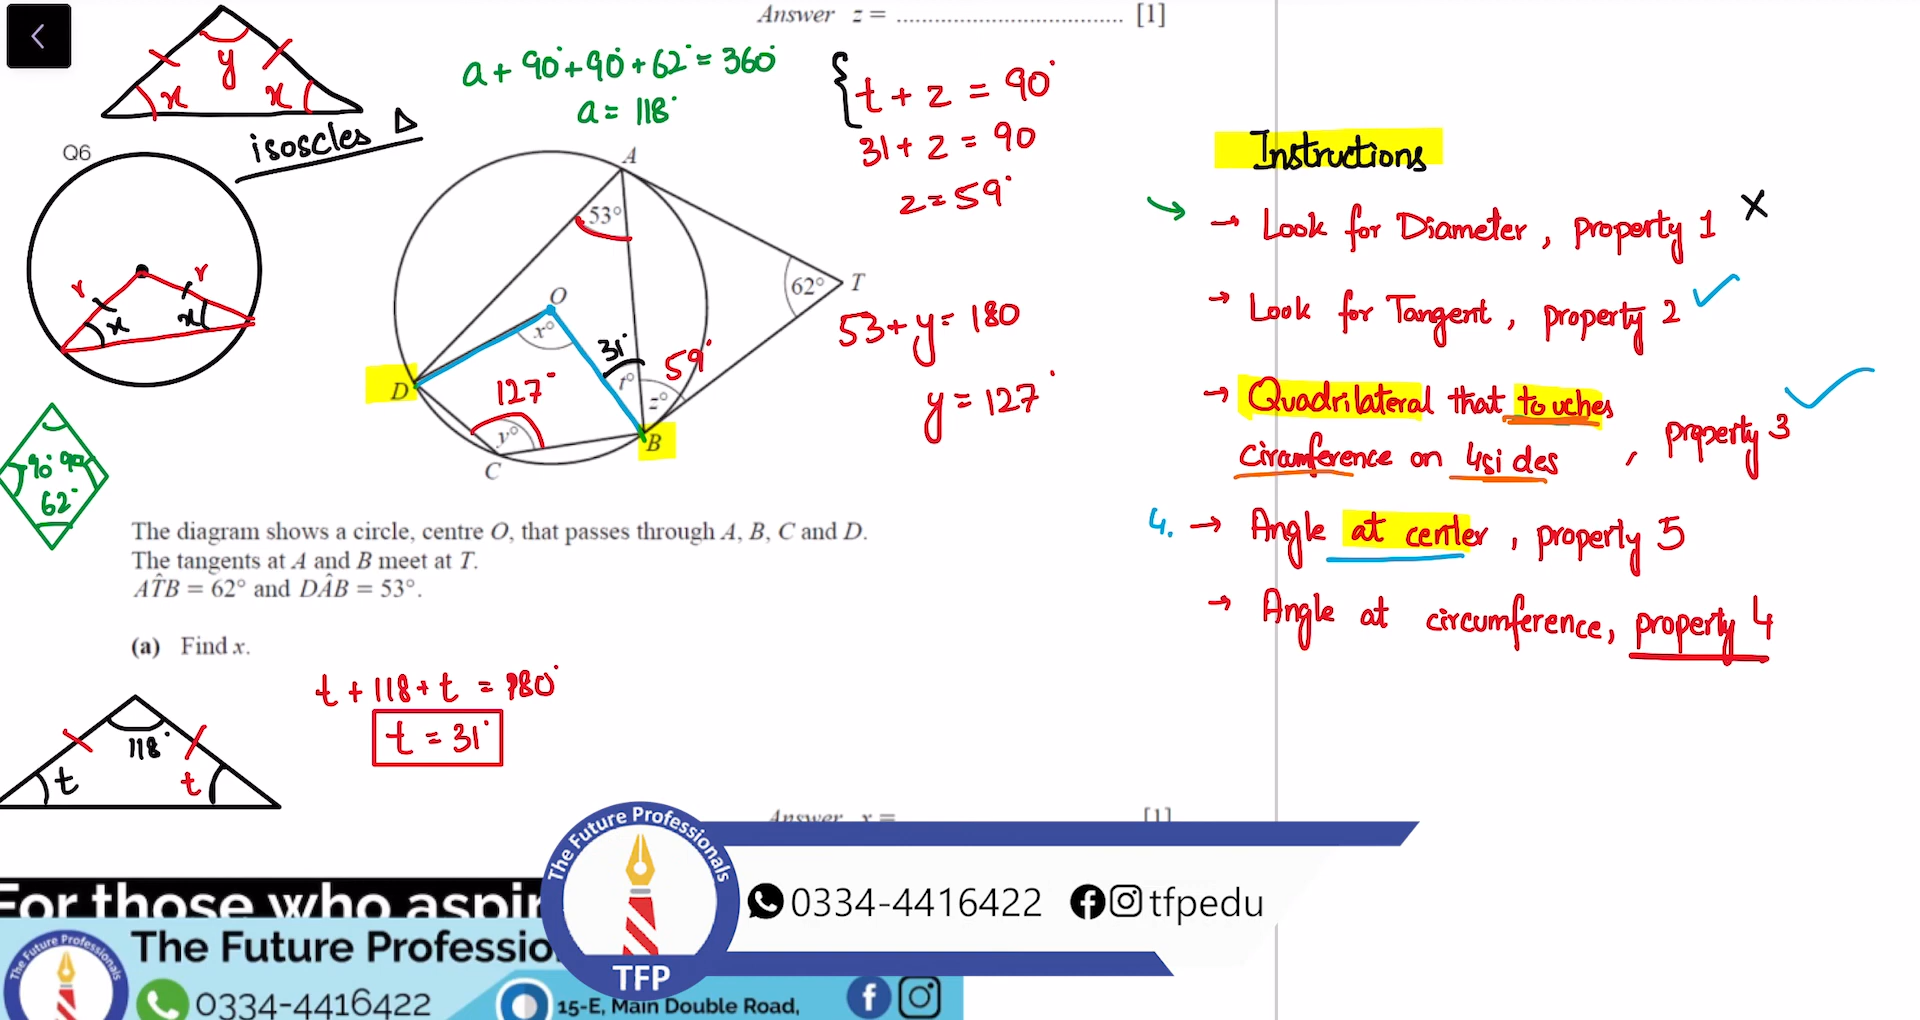 Answer z = .................................. [1]
y
x x
isoscles Δ
a + 90° + 90° + 62° = 360°
a = 118°
t + z = 90°
31 + z = 90
z = 59°
Q6
r r
x x
A
53°
O
x°
62° T
31°
t°
59°
z°
D
127°
y°
C
B
53 + y = 180
y = 127°
90° 90
62°
Instructions
→ Look for Diameter, property 1 ×
→ Look for Tangent, property 2 ✓
→ Quadrilateral that touches
circumference on 4sides, property 3 ✓
4. → Angle at center, property 5
→ Angle at circumference, property 4
The diagram shows a circle, centre O, that passes through A, B, C and D.
The tangents at A and B meet at T.
AT̂B = 62° and DÂB = 53°.
(a) Find x.
t + 118 + t = 180°
t = 31°
118°
t t
Answer x = [1]
For those who aspir
The Future Professionals
TFP
0334-4416422 tfpedu
The Future Professionals
The Future Professio
0334-4416422
15-E, Main Double Road,